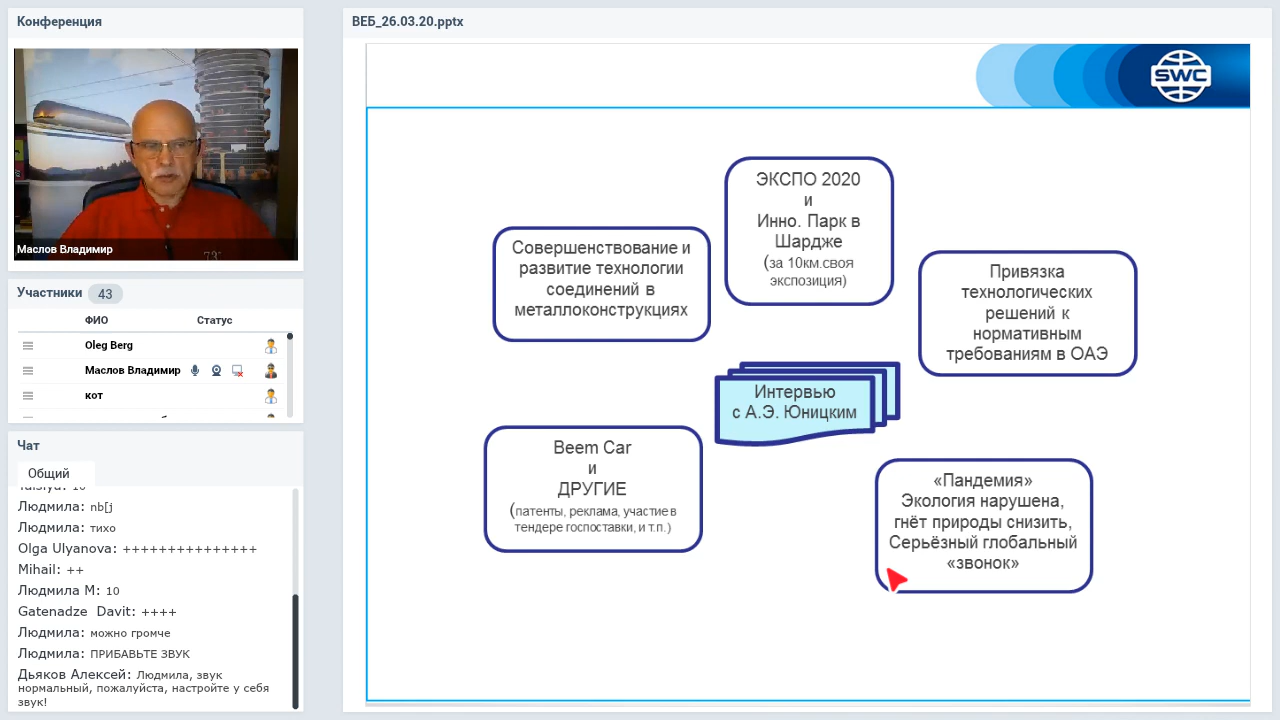 Конференция
Маслов Владимир
Участники 43
ФИО Статус
Oleg Berg
Маслов Владимир
кот
Чат
Общий
Людмила: nb[j
Людмила: тихо
Olga Ulyanova: +++++++++++++++
Mihail: ++
Людмила М: 10
Gatenadze Davit: ++++
Людмила: можно громче
Людмила: ПРИБАВЬТЕ ЗВУК
Дьяков Алексей: Людмила, звук
нормальный, пожалуйста, настройте у себя
звук!
ВЕБ_26.03.20.pptx
SWC
ЭКСПО 2020
и
Инно. Парк в
Шардже
(за 10км.своя
экспозиция)
Совершенствование и
развитие технологии
соединений в
металлоконструкциях
Привязка
технологических
решений к
нормативным
требованиям в ОАЭ
Интервью
с А.Э. Юницким
Beem Car
и
ДРУГИЕ
(патенты, реклама, участие в
тендере госпоставки, и т.п.)
«Пандемия»
Экология нарушена,
гнёт природы снизить,
Серьёзный глобальный
«звонок»